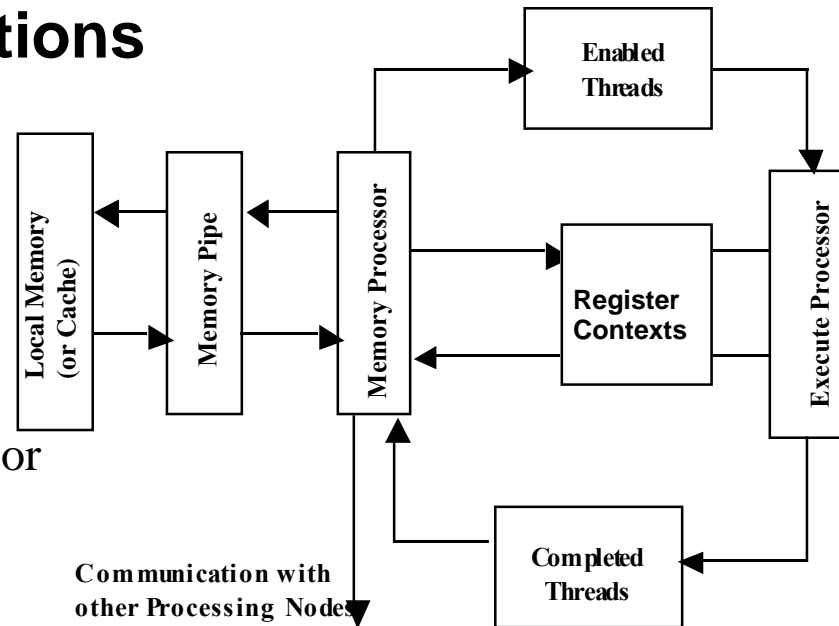 tions
Enabled
Threads
Local Memory
(or Cache)
Memory Pipe
Memory Processor
Register
Contexts
Execute Processor
or
Completed
Threads
Communication with
other Processing Nodes